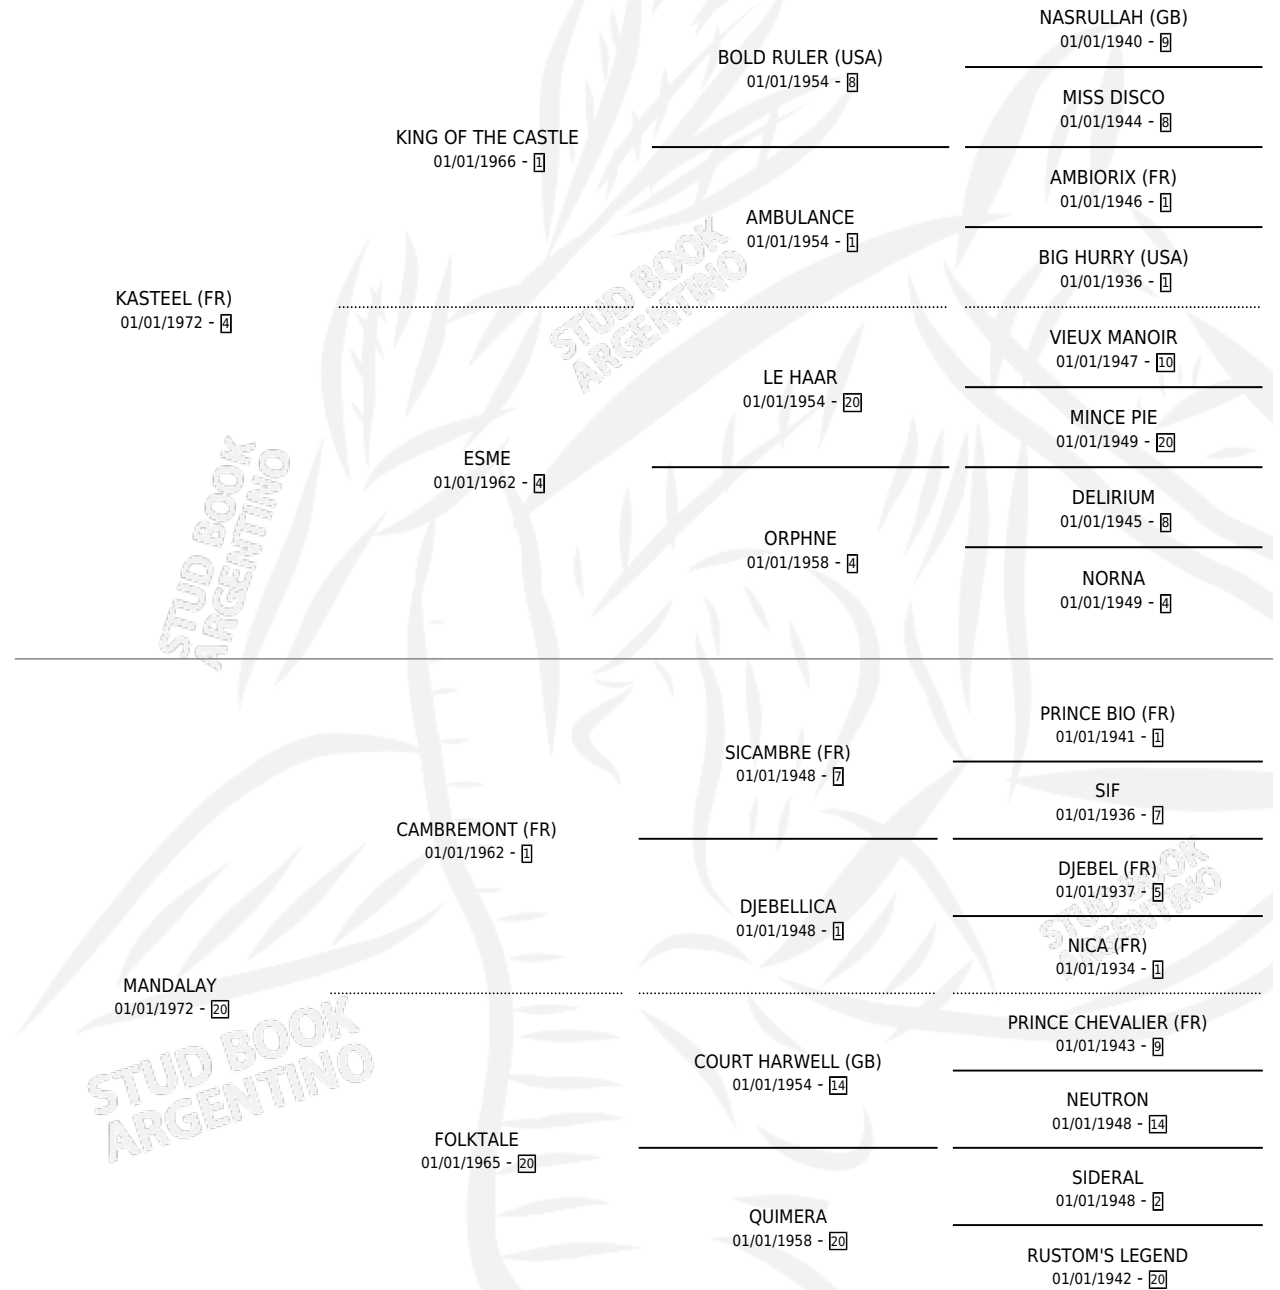 NASRULLAH (GB)
01/01/1940 - 9
BOLD RULER (USA)
01/01/1954 - 8
MISS DISCO
01/01/1944 - 8
KING OF THE CASTLE
01/01/1966 - 1
AMBIORIX (FR)
01/01/1946 - 1
AMBULANCE
01/01/1954 - 1
BIG HURRY (USA)
01/01/1936 - 1
KASTEEL (FR)
01/01/1972 - 4
STUD BOOK
ARGENTINO
VIEUX MANOIR
01/01/1947 - 10
LE HAAR
01/01/1954 - 20
MINCE PIE
01/01/1949 - 20
ESME
01/01/1962 - 4
DELIRIUM
01/01/1945 - 8
ORPHNE
01/01/1958 - 4
NORNA
01/01/1949 - 4
STUD BOOK
ARGENTINO
PRINCE BIO (FR)
01/01/1941 - 1
SICAMBRE (FR)
01/01/1948 - 7
SIF
01/01/1936 - 7
CAMBREMONT (FR)
01/01/1962 - 1
DJEBEL (FR)
01/01/1937 - 5
DJEBELLICA
01/01/1948 - 1
NICA (FR)
01/01/1934 - 1
STUD BOOK
ARGENTINO
MANDALAY
01/01/1972 - 20
STUD BOOK
ARGENTINO
PRINCE CHEVALIER (FR)
01/01/1943 - 9
COURT HARWELL (GB)
01/01/1954 - 14
NEUTRON
01/01/1948 - 14
FOLKTALE
01/01/1965 - 20
SIDERAL
01/01/1948 - 2
QUIMERA
01/01/1958 - 20
RUSTOM'S LEGEND
01/01/1942 - 20